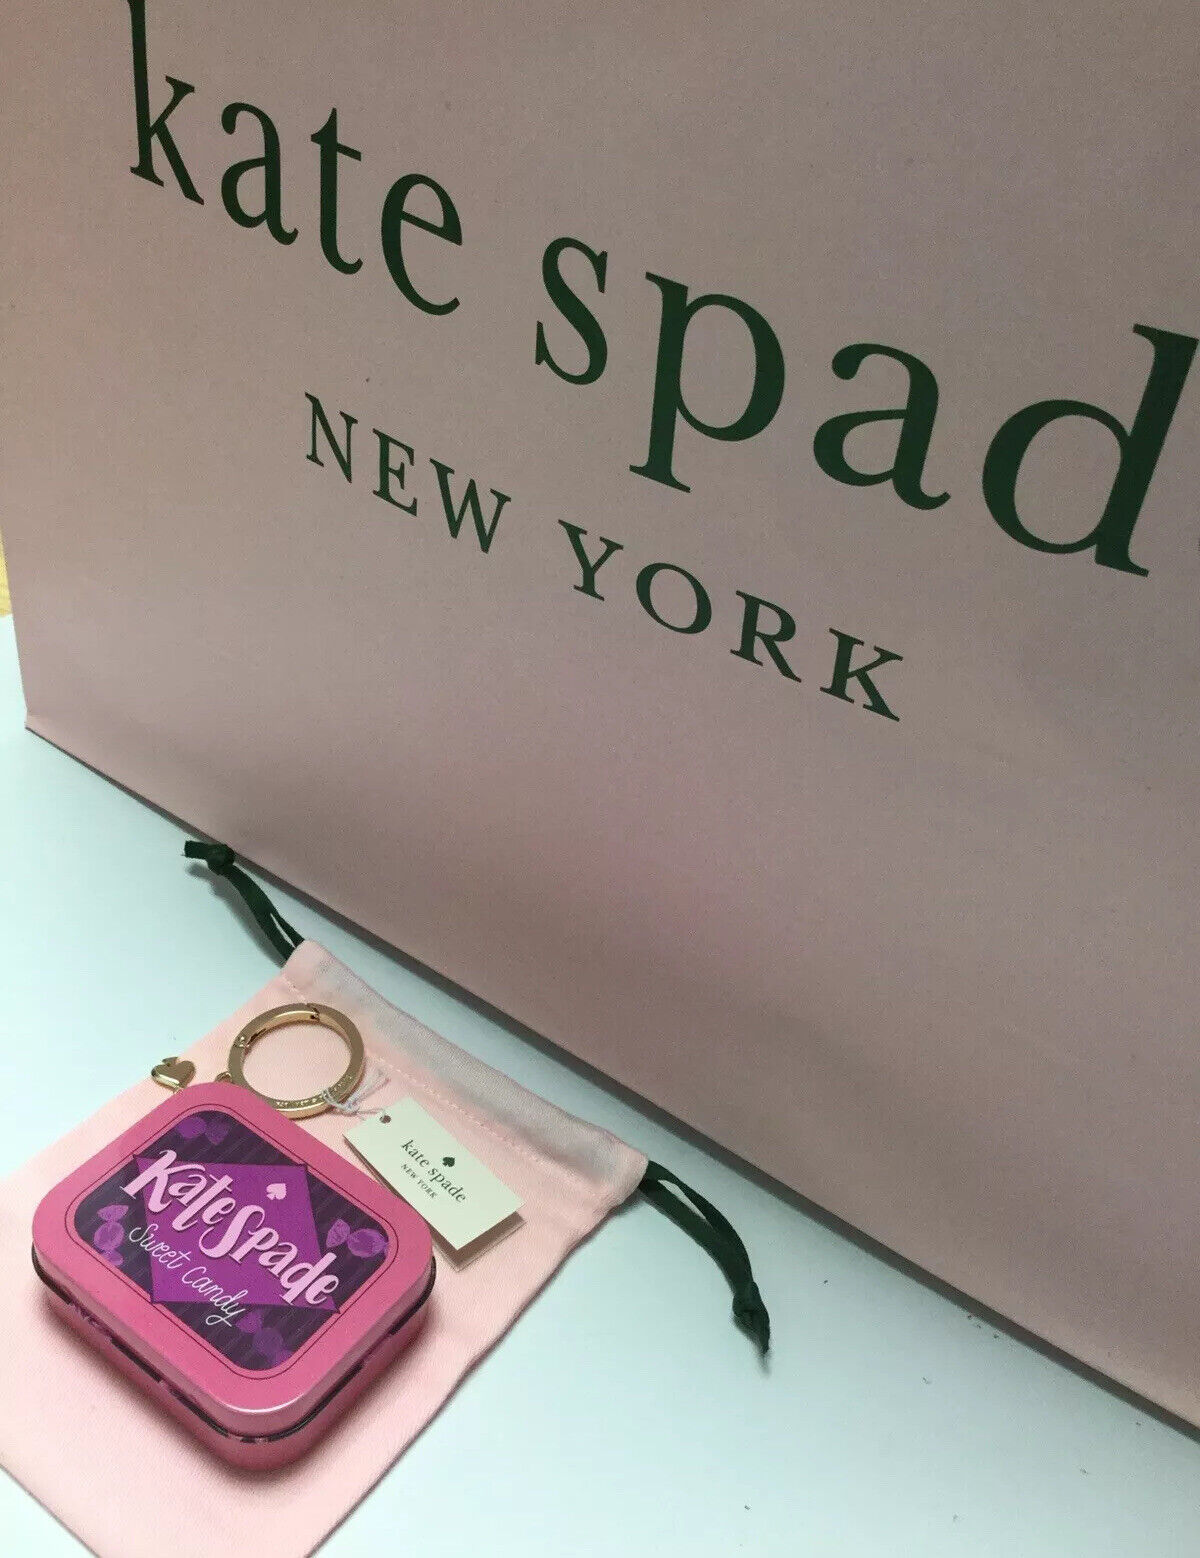 kate spad
NEW YORK
kate spade
NEW YORK
Kate Spade
Sweet Candy